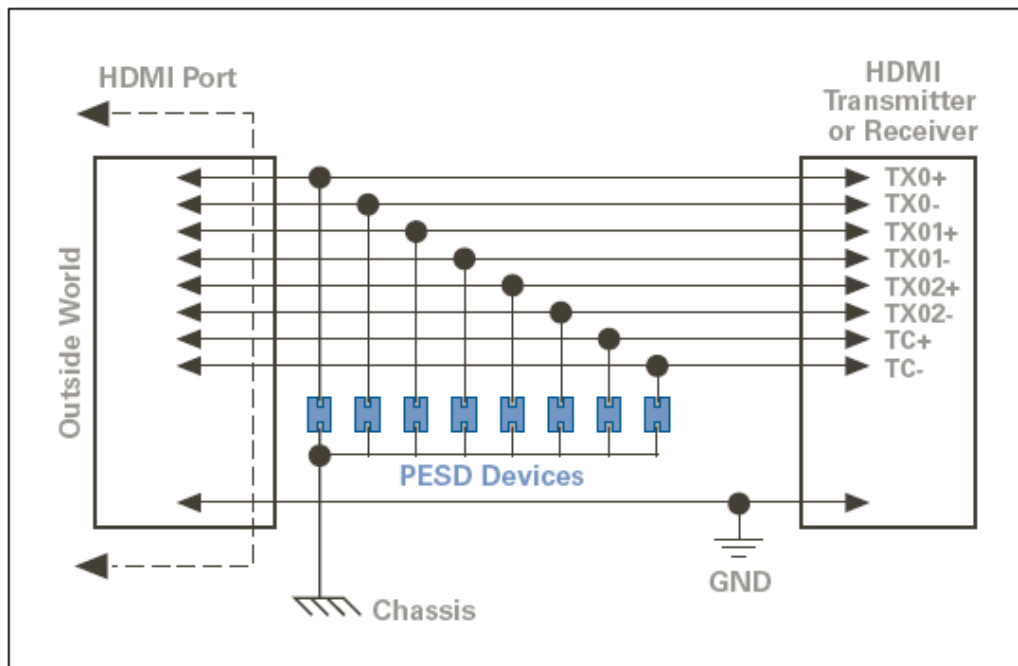 HDMI Port
HDMI
Transmitter
or Receiver
Outside World
TX0+
TX0-
TX01+
TX01-
TX02+
TX02-
TC+
TC-
PESD Devices
GND
Chassis